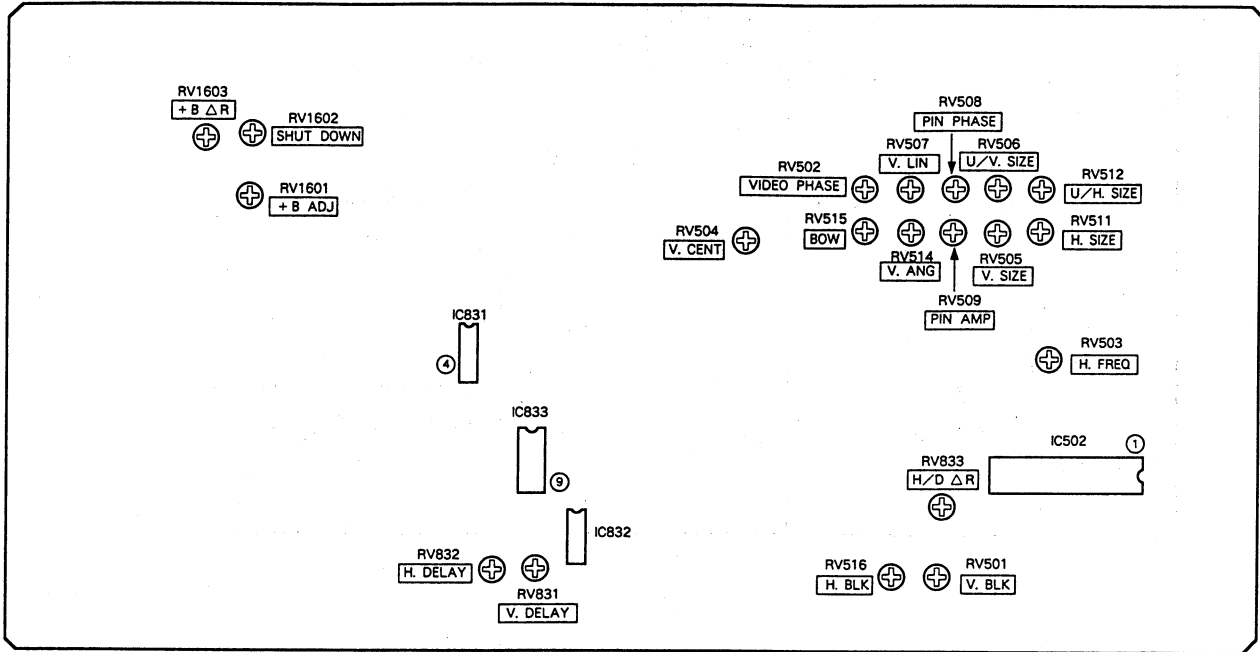 RV1603
+B △R
RV1602
SHUT DOWN
RV1601
+B ADJ
RV508
PIN PHASE
RV507
V. LIN
RV506
U/V. SIZE
RV502
VIDEO PHASE
RV512
U/H. SIZE
RV504
V. CENT
RV515
BOW
RV514
V. ANG
RV505
V. SIZE
RV511
H. SIZE
RV509
PIN AMP
IC831
④
RV503
H. FREQ
IC833
⑨
IC502
①
RV833
H/D △R
IC832
RV832
H. DELAY
RV831
V. DELAY
RV516
H. BLK
RV501
V. BLK